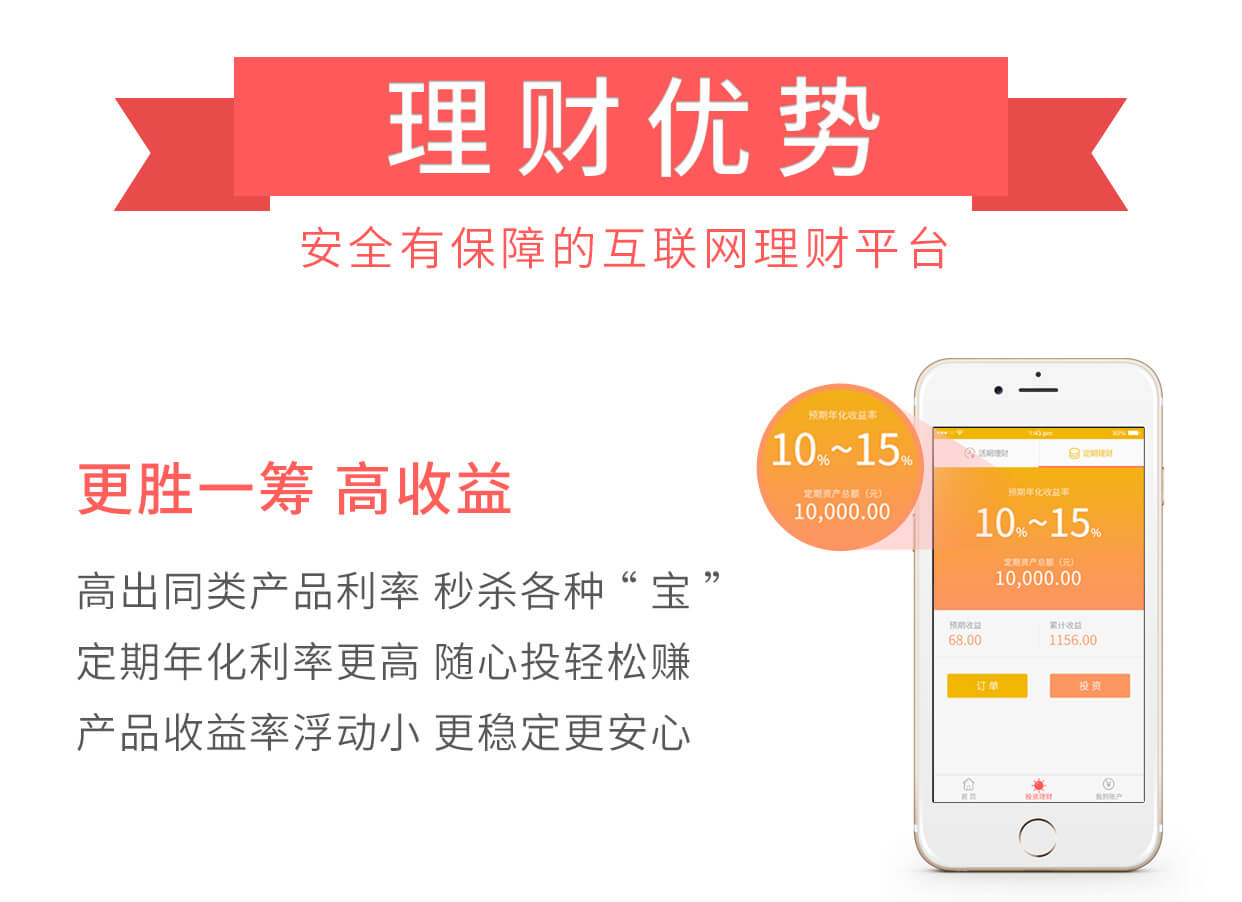 理财优势
安全有保障的互联网理财平台
更胜一筹 高收益
高出同类产品利率 秒杀各种“宝”
定期年化利率更高 随心投轻松赚
产品收益率浮动小 更稳定更安心
预期年化收益率
10%~15%
定期资产总额（元）
10,000.00
1:43 pm
80%
活期理财
定期理财
预期年化收益率
10%~15%
定期资产总额（元）
10,000.00
预期收益
累计收益
68.00
1156.00
订单
投资
首页
投资理财
我的账户